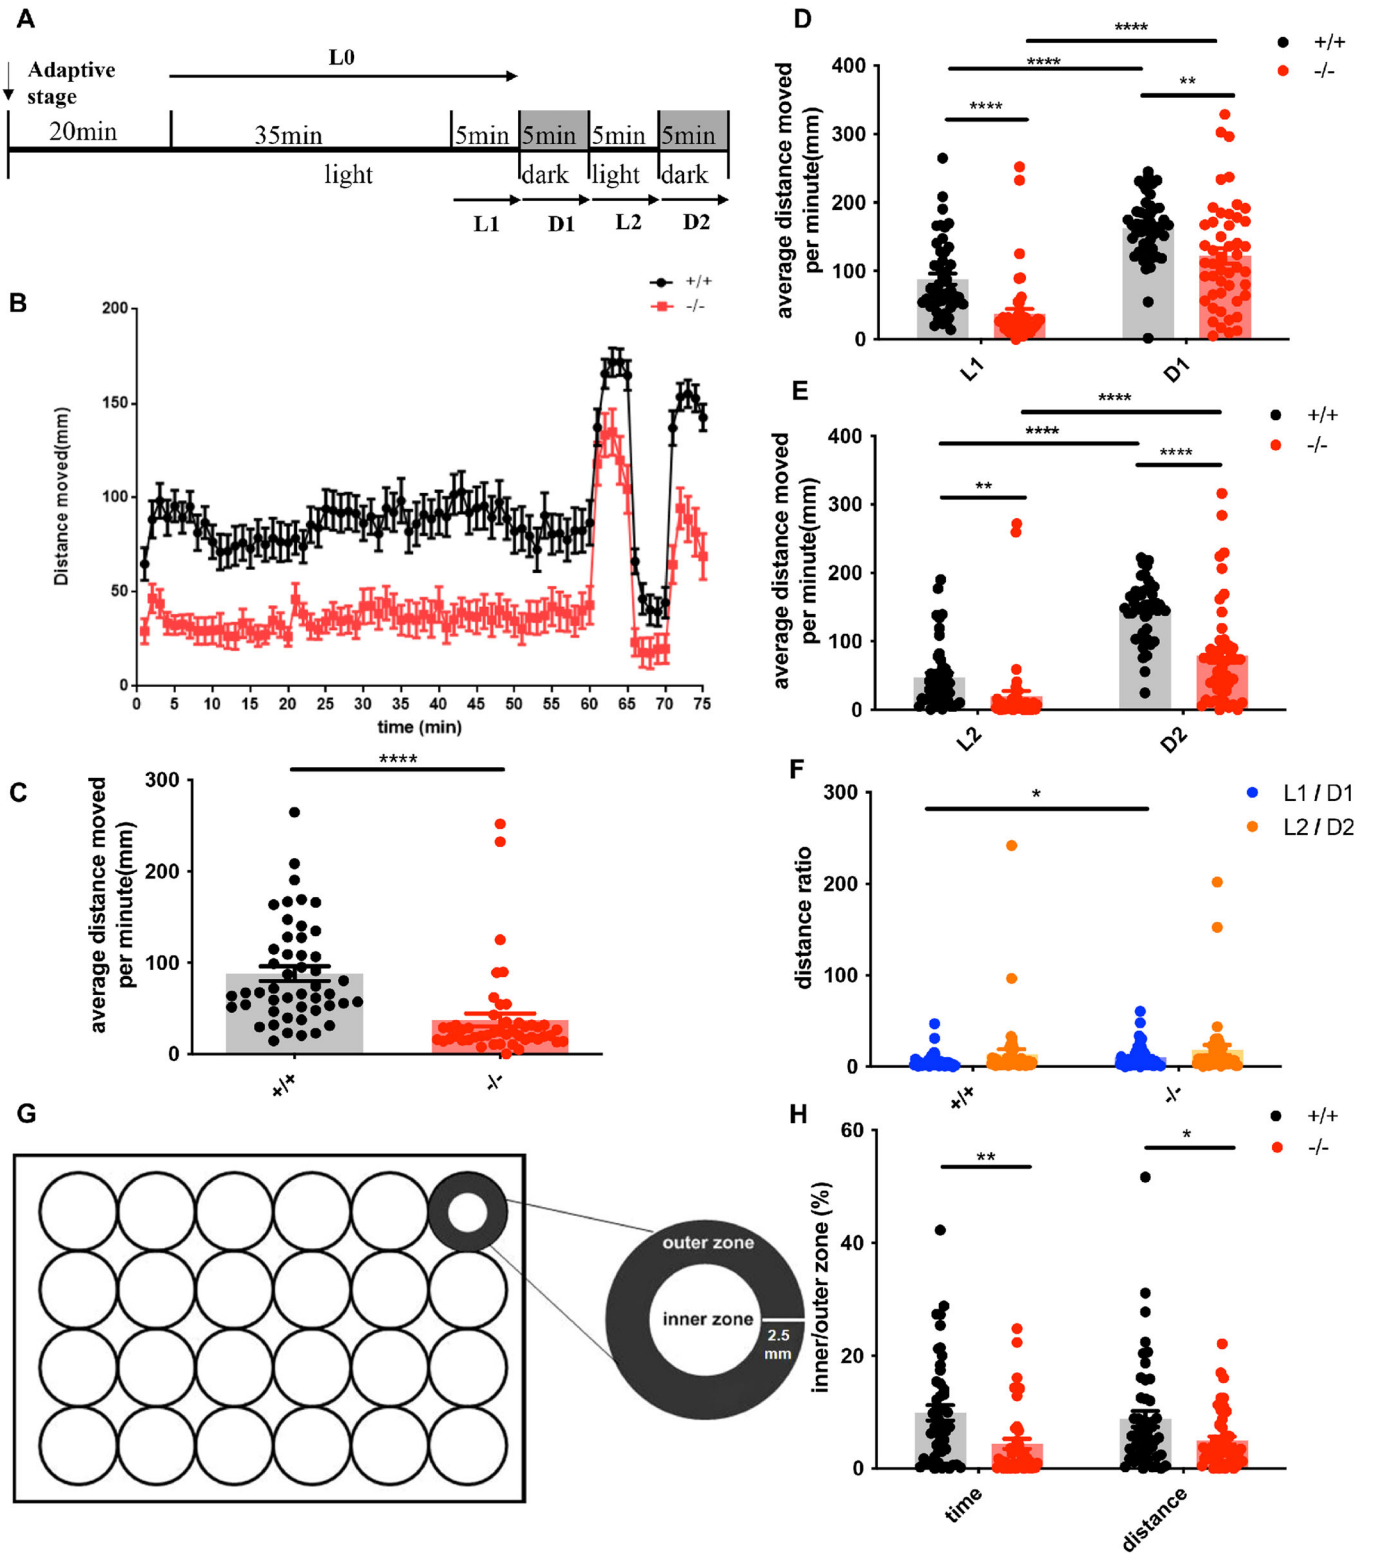 A
L0
Adaptive
stage
20min
35min
5min
5min
5min
5min
light
dark
light
dark
L1
D1
L2
D2
B
+/+
-/-
Distance moved(mm)
200
150
100
50
0
0 5 10 15 20 25 30 35 40 45 50 55 60 65 70 75
time (min)
C
****
average distance moved
per minute(mm)
300
200
100
0
+/+
-/-
D
+/+
-/-
****
****
****
**
average distance moved
per minute(mm)
400
300
200
100
0
L1
D1
E
+/+
-/-
****
****
**
****
average distance moved
per minute(mm)
400
300
200
100
0
L2
D2
F
L1 / D1
L2 / D2
*
distance ratio
300
200
100
0
+/+
-/-
G
outer zone
inner zone
2.5
mm
H
+/+
-/-
**
*
inner/outer zone (%)
60
40
20
0
time
distance